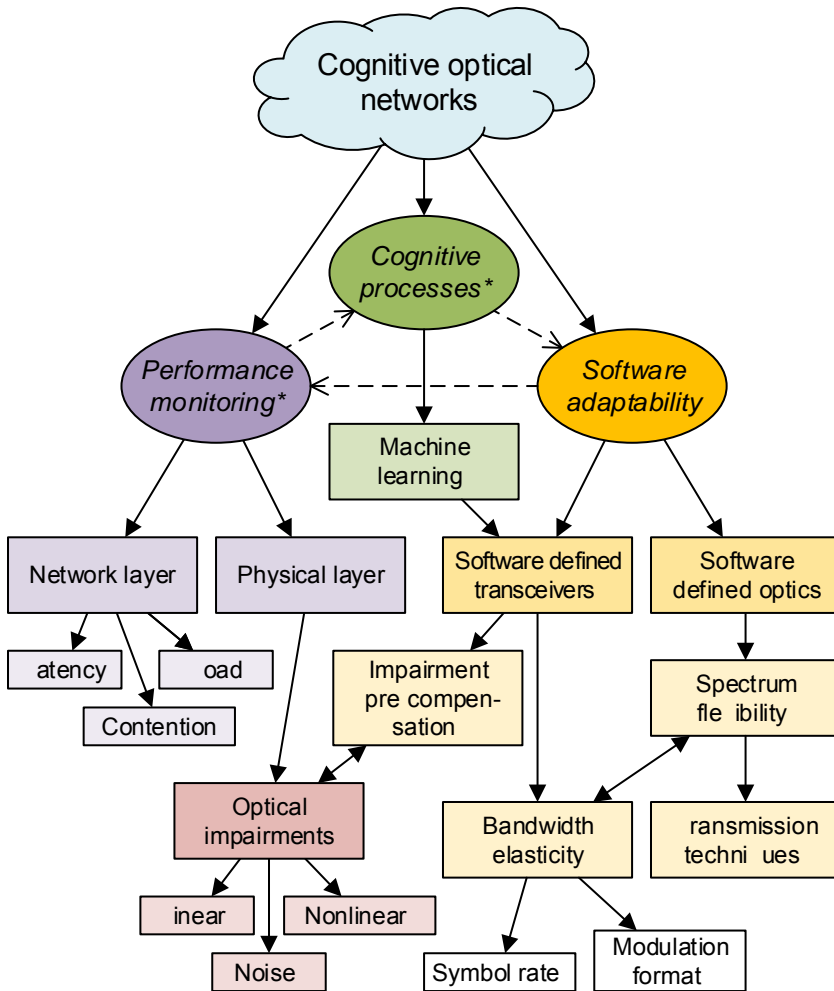 Cognitive optical
networks
Cognitive
processes*
Performance
monitoring*
Software
adaptability
Machine
learning
Network layer
Physical layer
Software defined
transceivers
Software
defined optics
atency
oad
Contention
Impairment
pre compen-
sation
Spectrum
fle ibility
Optical
impairments
Bandwidth
elasticity
ransmission
techni ues
inear
Nonlinear
Noise
Symbol rate
Modulation
format